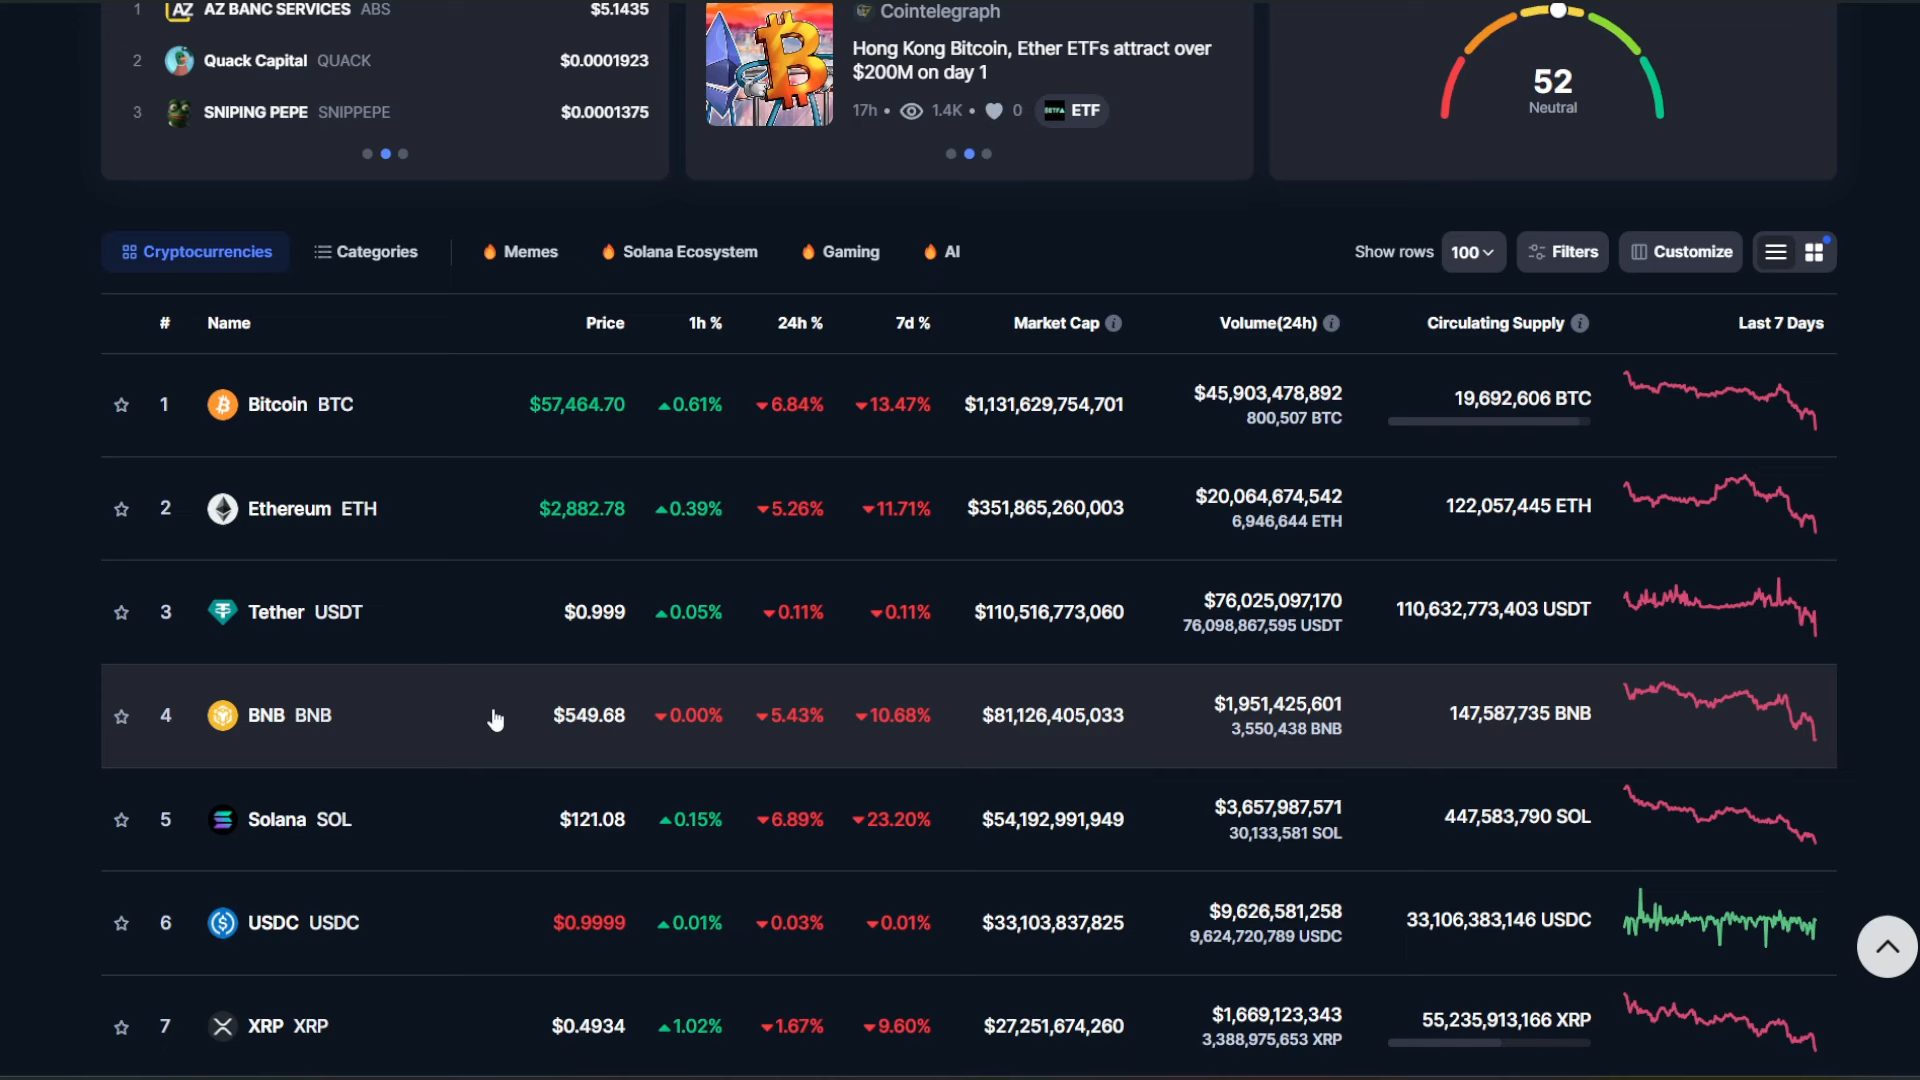 1 AZ AZ BANC SERVICES ABS $5.1435
2 Quack Capital QUACK $0.0001923
3 SNIPING PEPE SNIPPEPE $0.0001375
Cointelegraph
Hong Kong Bitcoin, Ether ETFs attract over
$200M on day 1
17h • 1.4K • 0 ETF
52
Neutral
Cryptocurrencies Categories Memes Solana Ecosystem Gaming AI Show rows 100 Filters Customize
# Name Price 1h % 24h % 7d % Market Cap Volume(24h) Circulating Supply Last 7 Days
1 Bitcoin BTC $57,464.70 0.61% 6.84% 13.47% $1,131,629,754,701 $45,903,478,892 19,692,606 BTC
800,507 BTC
2 Ethereum ETH $2,882.78 0.39% 5.26% 11.71% $351,865,260,003 $20,064,674,542 122,057,445 ETH
6,946,644 ETH
3 Tether USDT $0.999 0.05% 0.11% 0.11% $110,516,773,060 $76,025,097,170 110,632,773,403 USDT
76,098,867,595 USDT
4 BNB BNB $549.68 0.00% 5.43% 10.68% $81,126,405,033 $1,951,425,601 147,587,735 BNB
3,550,438 BNB
5 Solana SOL $121.08 0.15% 6.89% 23.20% $54,192,991,949 $3,657,987,571 447,583,790 SOL
30,133,581 SOL
6 USDC USDC $0.9999 0.01% 0.03% 0.01% $33,103,837,825 $9,626,581,258 33,106,383,146 USDC
9,624,720,789 USDC
7 XRP XRP $0.4934 1.02% 1.67% 9.60% $27,251,674,260 $1,669,123,343 55,235,913,166 XRP
3,388,975,653 XRP